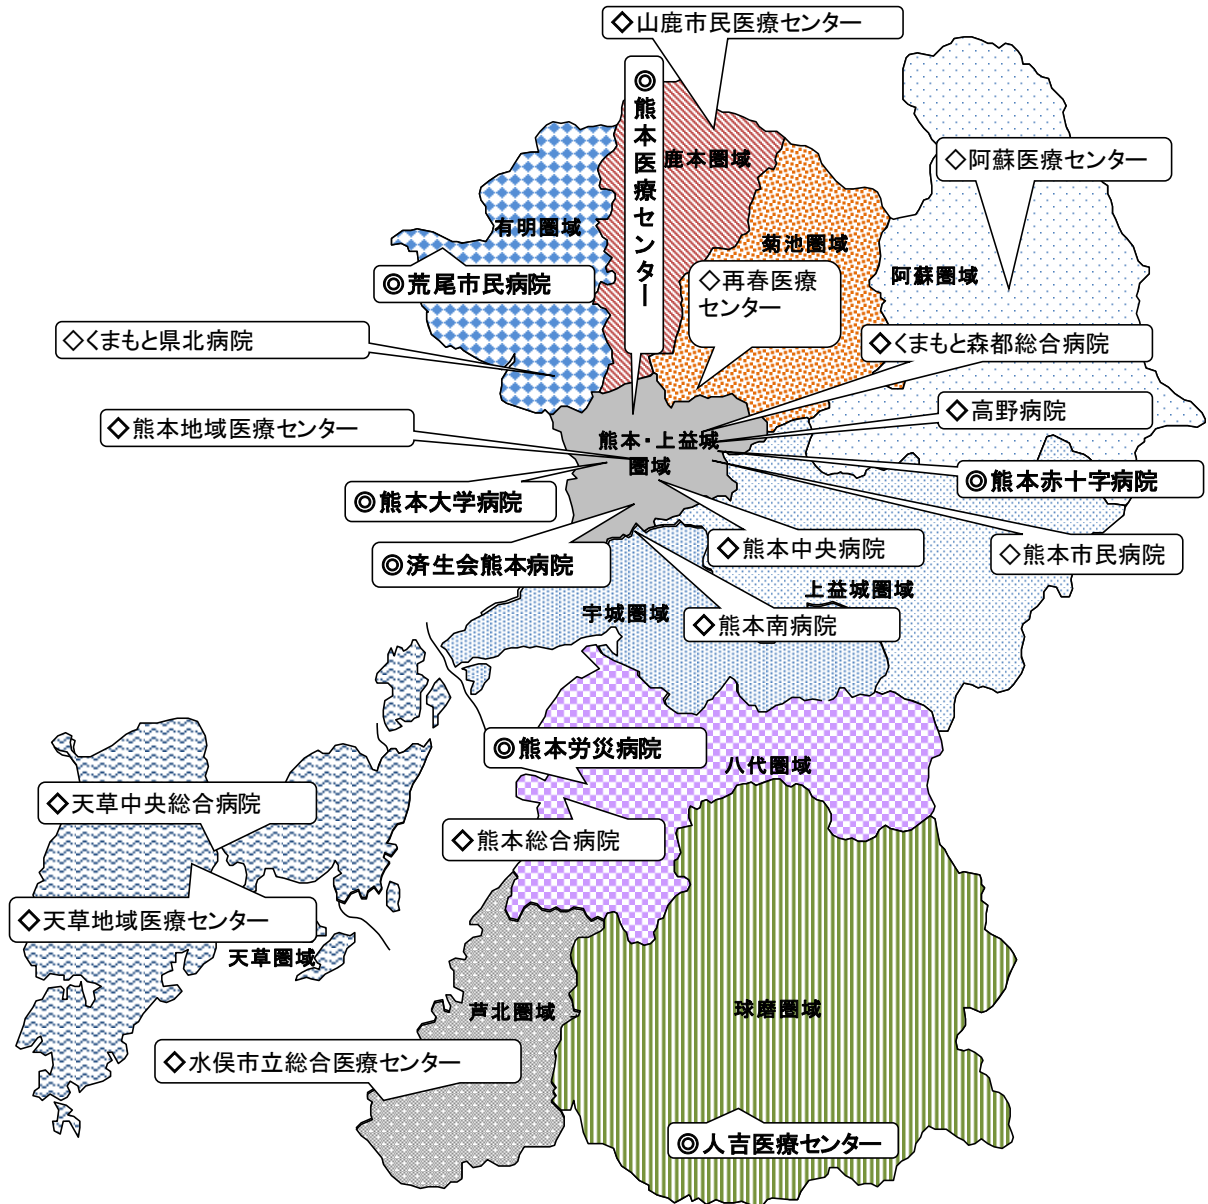 ◇山鹿市民医療センター
◎熊本医療センター
鹿本圏域
◇阿蘇医療センター
有明圏域
菊池圏域
阿蘇圏域
◎荒尾市民病院
◇再春医療
センター
◇くまもと県北病院
◇くまもと森都総合病院
◇高野病院
◇熊本地域医療センター
熊本・上益城
圏域
◎熊本赤十字病院
◎熊本大学病院
◇熊本中央病院
◇熊本市民病院
◎済生会熊本病院
上益城圏域
宇城圏域
◇熊本南病院
◎熊本労災病院
八代圏域
◇天草中央総合病院
◇熊本総合病院
◇天草地域医療センター
天草圏域
芦北圏域
球磨圏域
◇水俣市立総合医療センター
◎人吉医療センター